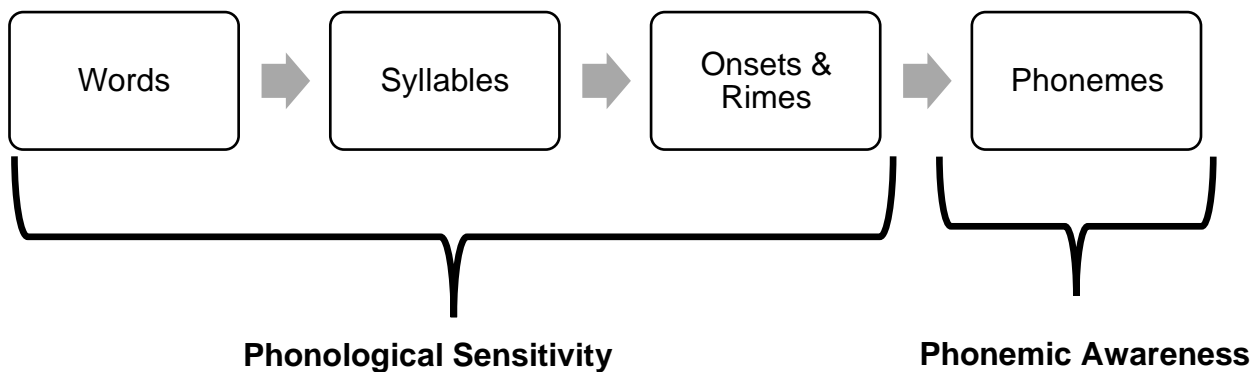 Words
Syllables
Onsets &
Rimes
Phonemes
Phonological Sensitivity
Phonemic Awareness